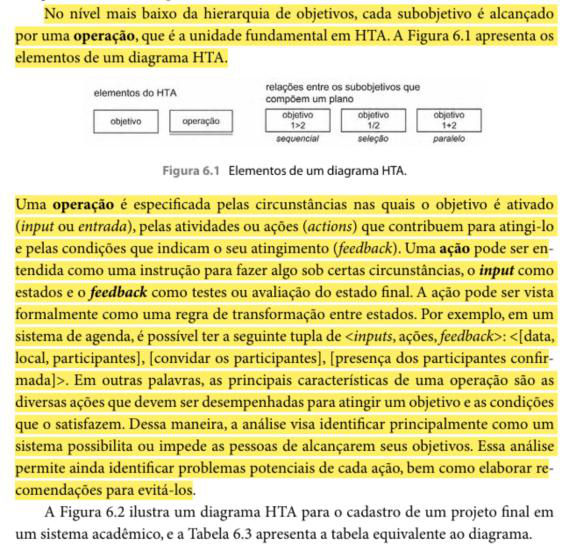 No nível mais baixo da hierarquia de objetivos, cada subobjetivo é alcançado
por uma operação, que é a unidade fundamental em HTA. A Figura 6.1 apresenta os
elementos de um diagrama HTA.
elementos do HTA
objetivo
operação
relações entre os subobjetivos que
compõem um plano
objetivo
1>2
sequencial
objetivo
1/2
seleção
objetivo
1+2
paralelo
Figura 6.1 Elementos de um diagrama HTA.
Uma operação é especificada pelas circunstâncias nas quais o objetivo é ativado
(input ou entrada), pelas atividades ou ações (actions) que contribuem para atingi-lo
e pelas condições que indicam o seu atingimento (feedback). Uma ação pode ser en-
tendida como uma instrução para fazer algo sob certas circunstâncias, o input como
estados e o feedback como testes ou avaliação do estado final. A ação pode ser vista
formalmente como uma regra de transformação entre estados. Por exemplo, em um
sistema de agenda, é possível ter a seguinte tupla de <inputs, ações, feedback>: <[data,
local, participantes], [convidar os participantes], [presença dos participantes confir-
mada]>. Em outras palavras, as principais características de uma operação são as
diversas ações que devem ser desempenhadas para atingir um objetivo e as condições
que o satisfazem. Dessa maneira, a análise visa identificar principalmente como um
sistema possibilita ou impede as pessoas de alcançarem seus objetivos. Essa análise
permite ainda identificar problemas potenciais de cada ação, bem como elaborar re-
comendações para evitá-los.
A Figura 6.2 ilustra um diagrama HTA para o cadastro de um projeto final em
um sistema acadêmico, e a Tabela 6.3 apresenta a tabela equivalente ao diagrama.